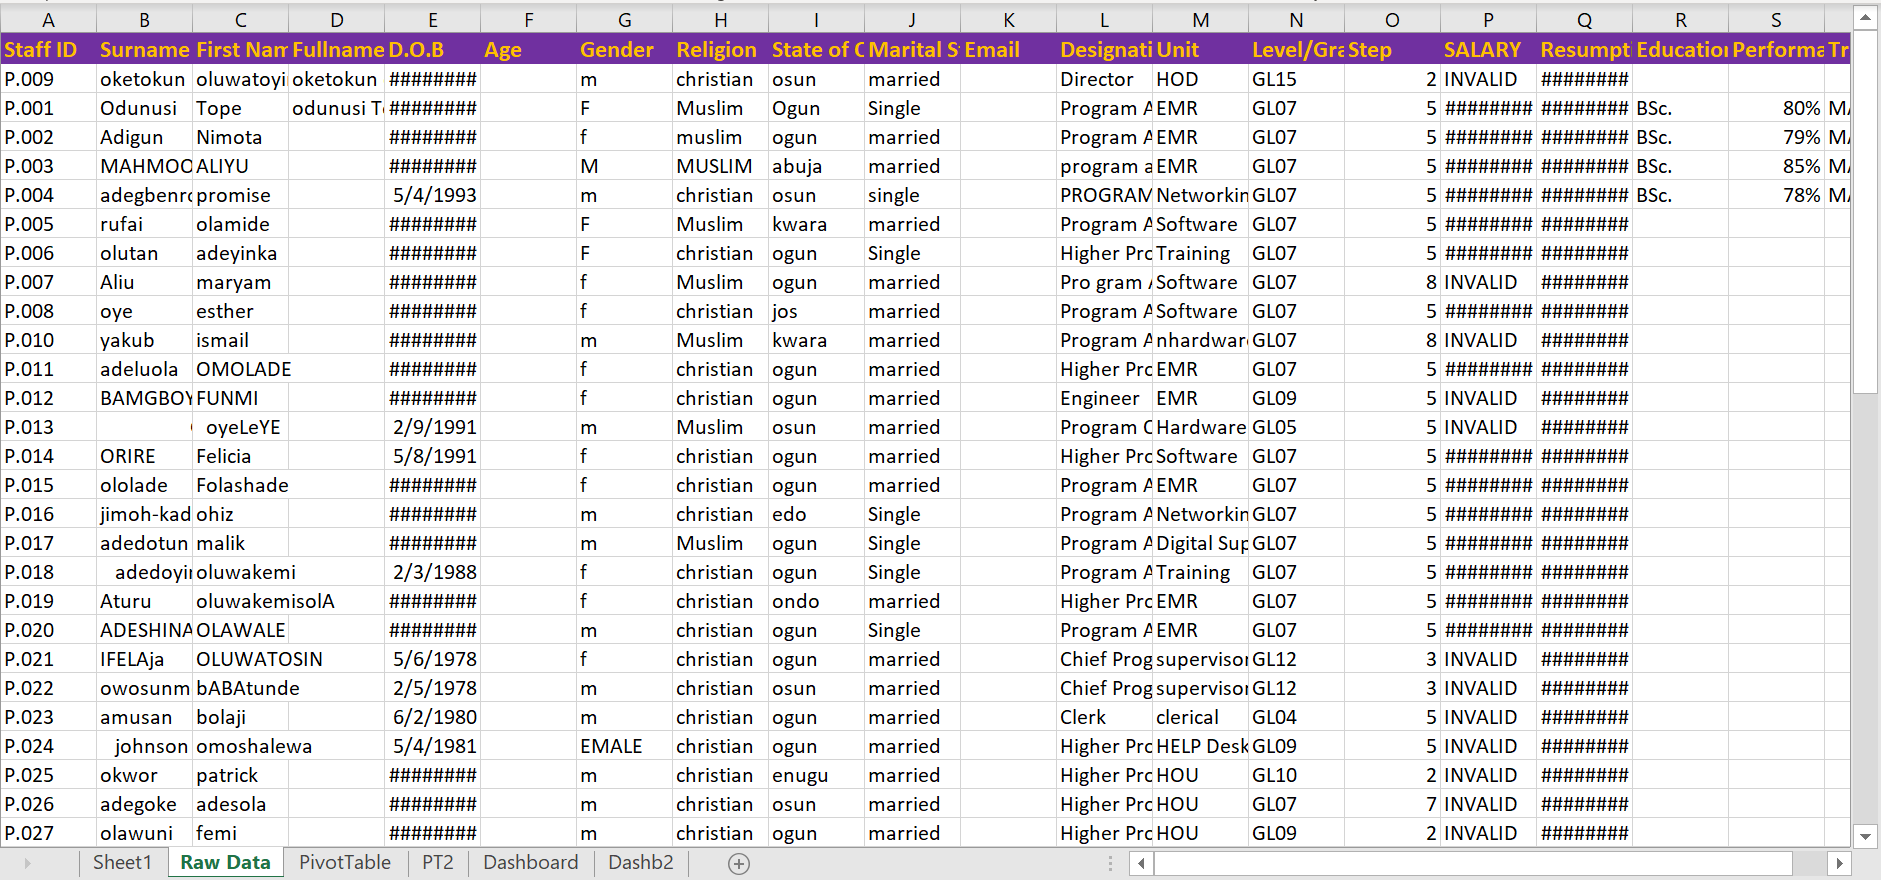 A B C D E F G H I J K L M N O P Q R S
Staff ID Surname First Nam Fullname D.O.B Age Gender Religion State of C Marital S Email Designati Unit Level/Gra Step SALARY Resumpt Education Performa Tr
P.009 oketokun oluwatoyi oketokun ######## m christian osun married Director HOD GL15 2 INVALID ########
P.001 Odunusi Tope odunusi T ######## F Muslim Ogun Single Program A EMR GL07 5 ######## ######## BSc. 80% MA
P.002 Adigun Nimota ######## f muslim ogun married Program A EMR GL07 5 ######## ######## BSc. 79% MA
P.003 MAHMOO ALIYU ######## M MUSLIM abuja married program a EMR GL07 5 ######## ######## BSc. 85% MA
P.004 adegbenro promise 5/4/1993 m christian osun single PROGRAM Networkin GL07 5 ######## ######## BSc. 78% MA
P.005 rufai olamide ######## F Muslim kwara married Program A Software GL07 5 ######## ########
P.006 olutan adeyinka ######## F christian ogun Single Higher Pro Training GL07 5 ######## ########
P.007 Aliu maryam ######## f Muslim ogun married Pro gram A Software GL07 8 INVALID ########
P.008 oye esther ######## f christian jos married Program A Software GL07 5 ######## ########
P.010 yakub ismail ######## m Muslim kwara married Program A nhardwar GL07 8 INVALID ########
P.011 adeluola OMOLADE ######## f christian ogun married Higher Pro EMR GL07 5 ######## ########
P.012 BAMGBOY FUNMI ######## f christian ogun married Engineer EMR GL09 5 INVALID ########
P.013 oyeLeYE 2/9/1991 m Muslim osun married Program C Hardware GL05 5 INVALID ########
P.014 ORIRE Felicia 5/8/1991 f christian ogun married Higher Pro Software GL07 5 ######## ########
P.015 ololade Folashade ######## f christian ogun married Program A EMR GL07 5 ######## ########
P.016 jimoh-kad ohiz ######## m christian edo Single Program A Networkin GL07 5 ######## ########
P.017 adedotun malik ######## m Muslim ogun Single Program A Digital Sup GL07 5 ######## ########
P.018 adedoyin oluwakemi 2/3/1988 f christian ogun Single Program A Training GL07 5 ######## ########
P.019 Aturu oluwakemisolA ######## f christian ondo married Higher Pro EMR GL07 5 ######## ########
P.020 ADESHINA OLAWALE ######## m christian ogun Single Program A EMR GL07 5 ######## ########
P.021 IFELAja OLUWATOSIN 5/6/1978 f christian ogun married Chief Prog supervisor GL12 3 INVALID ########
P.022 owosunm bABAtunde 2/5/1978 m christian osun married Chief Prog supervisor GL12 3 INVALID ########
P.023 amusan bolaji 6/2/1980 m christian ogun married Clerk clerical GL04 5 INVALID ########
P.024 johnson omoshalewa 5/4/1981 EMALE christian ogun married Higher Pro HELP Desk GL09 5 INVALID ########
P.025 okwor patrick ######## m christian enugu married Higher Pro HOU GL10 2 INVALID ########
P.026 adegoke adesola ######## m christian osun married Higher Pro HOU GL07 7 INVALID ########
P.027 olawuni femi ######## m christian ogun married Higher Pro HOU GL09 2 INVALID ########
Sheet1 Raw Data PivotTable PT2 Dashboard Dashb2